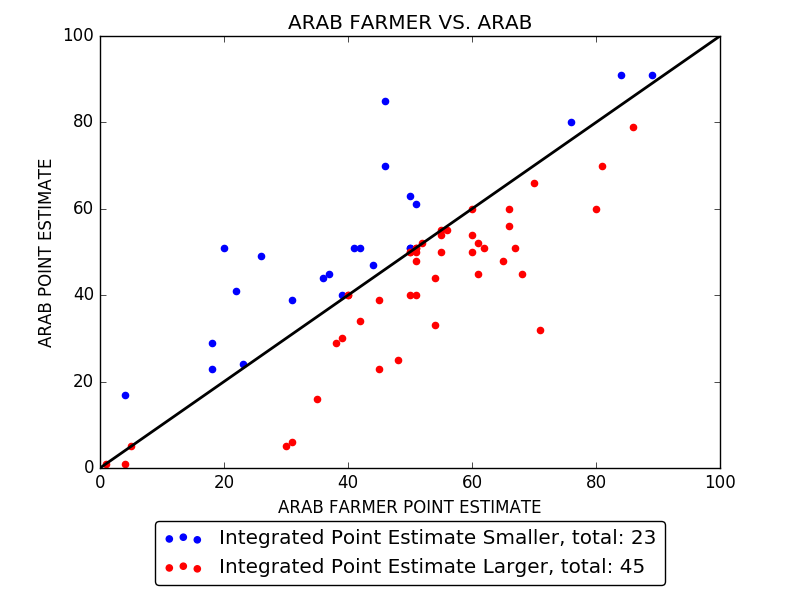 ARAB FARMER VS. ARAB
100
80
60
40
20
0
ARAB POINT ESTIMATE
0 20 40 60 80 100
ARAB FARMER POINT ESTIMATE
Integrated Point Estimate Smaller, total: 23
Integrated Point Estimate Larger, total: 45